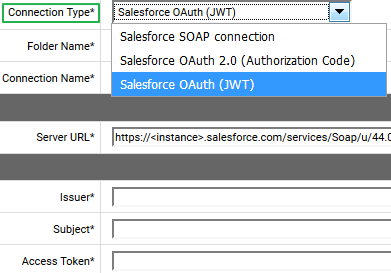 Connection Type* Salesforce OAuth (JWT)
Salesforce SOAP connection
Folder Name*
Salesforce OAuth 2.0 (Authorization Code)
Connection Name* Salesforce OAuth (JWT)
Server URL* https://<instance>.salesforce.com/services/Soap/u/44.0
Issuer*
Subject*
Access Token*